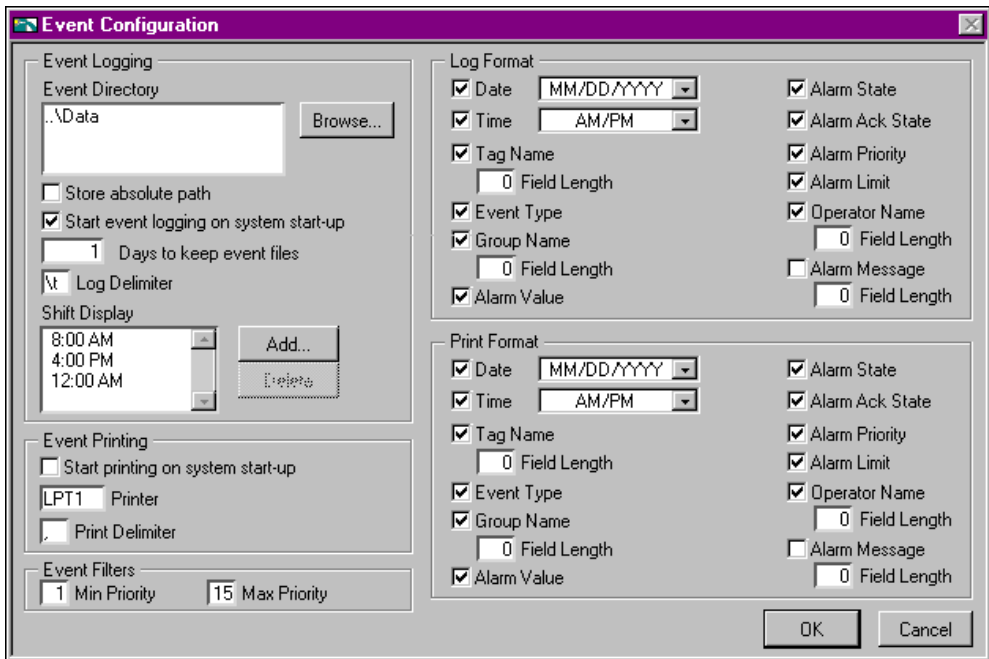 Event Configuration
Event Logging
Event Directory
..\Data
Browse...
Store absolute path
Start event logging on system start-up
1 Days to keep event files
\t Log Delimiter
Shift Display
8:00 AM
4:00 PM
12:00 AM
Add...
Delete
Event Printing
Start printing on system start-up
LPT1 Printer
, Print Delimiter
Event Filters
1 Min Priority 15 Max Priority
Log Format
Date MM/DD/YYYY
Time AM/PM
Tag Name
0 Field Length
Event Type
Group Name
0 Field Length
Alarm Value
Alarm State
Alarm Ack State
Alarm Priority
Alarm Limit
Operator Name
0 Field Length
Alarm Message
0 Field Length
Print Format
Date MM/DD/YYYY
Time AM/PM
Tag Name
0 Field Length
Event Type
Group Name
0 Field Length
Alarm Value
Alarm State
Alarm Ack State
Alarm Priority
Alarm Limit
Operator Name
0 Field Length
Alarm Message
0 Field Length
OK
Cancel